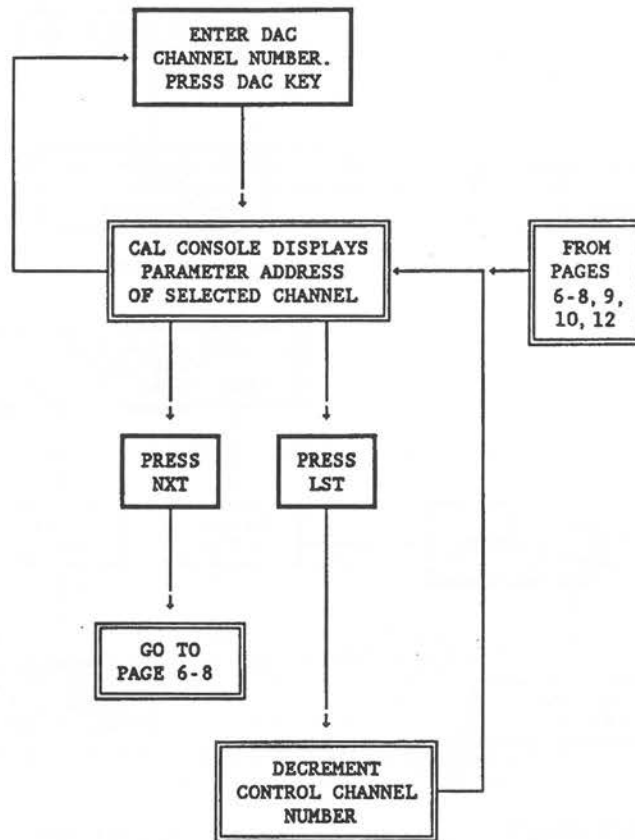 ENTER DAC
CHANNEL NUMBER.
PRESS DAC KEY
CAL CONSOLE DISPLAYS
PARAMETER ADDRESS
OF SELECTED CHANNEL
FROM
PAGES
6-8, 9,
10, 12
PRESS
NXT
PRESS
LST
GO TO
PAGE 6-8
DECREMENT
CONTROL CHANNEL
NUMBER